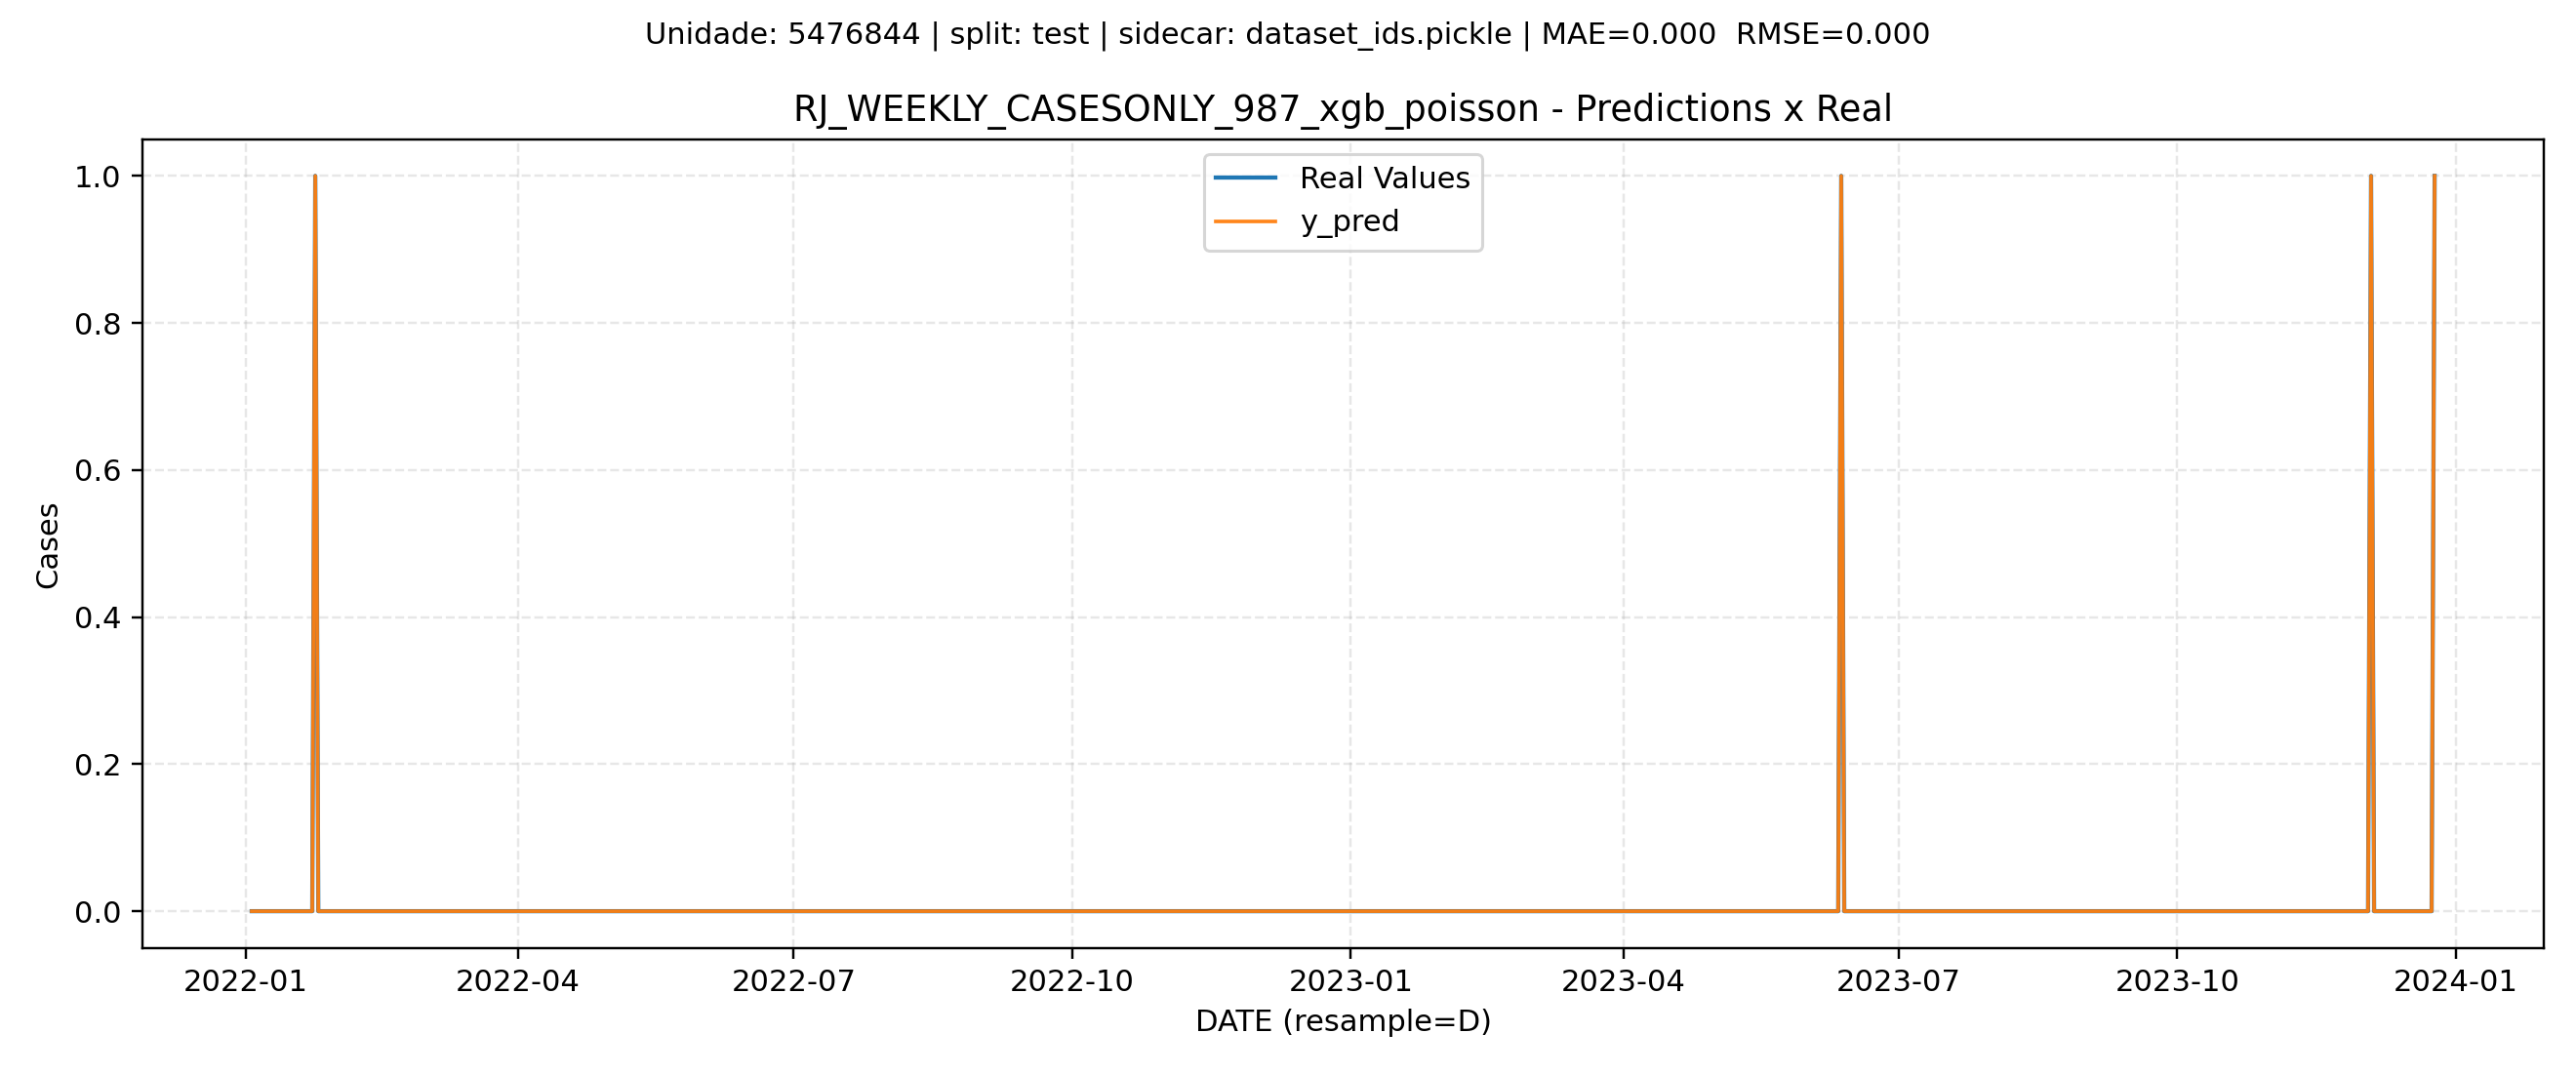 Unidade: 5476844 | split: test | sidecar: dataset_ids.pickle | MAE=0.000  RMSE=0.000
RJ_WEEKLY_CASESONLY_987_xgb_poisson - Predictions x Real
Real Values
y_pred
1.0
0.8
0.6
0.4
0.2
0.0
Cases
2022-01
2022-04
2022-07
2022-10
2023-01
2023-04
2023-07
2023-10
2024-01
DATE (resample=D)